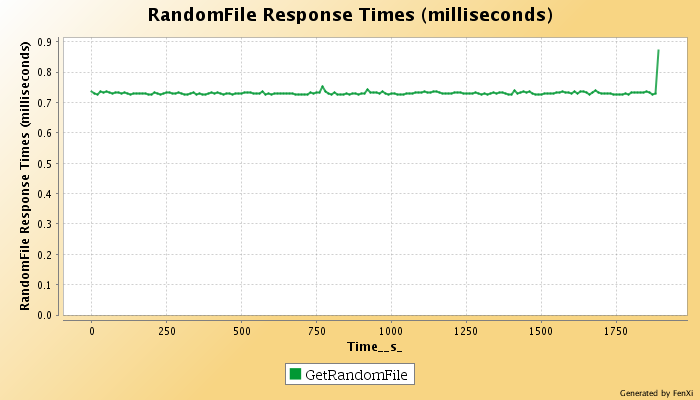 RandomFile Response Times (milliseconds)
RandomFile Response Times (milliseconds)
0.9
0.8
0.7
0.6
0.5
0.4
0.3
0.2
0.1
0.0
0 250 500 750 1000 1250 1500 1750
Time__s_
GetRandomFile
Generated by FenXi